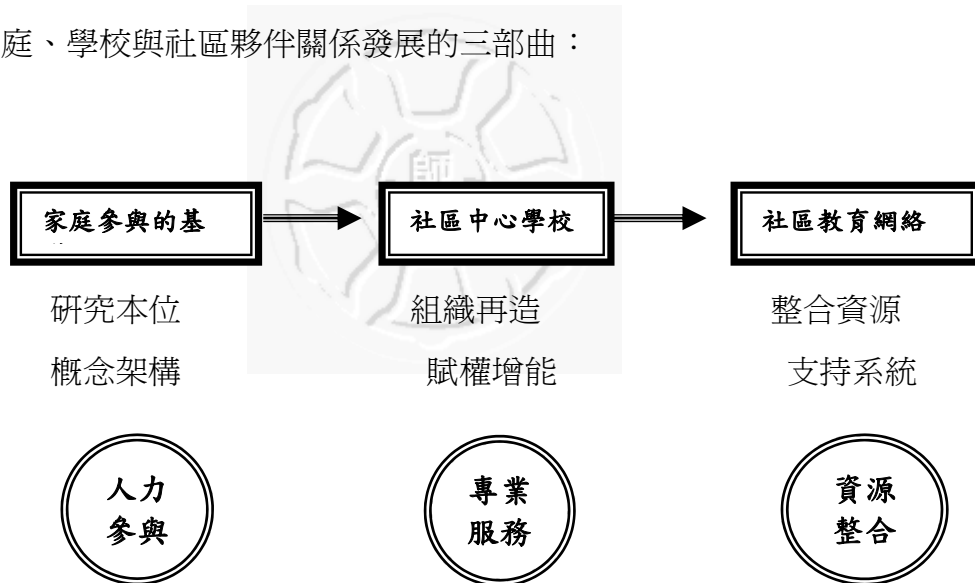 庭、學校與社區夥伴關係發展的三部曲：
師
家庭參與的基
社區中心學校
社區教育網絡
研究本位
組織再造
整合資源
概念架構
賦權增能
支持系統
人力
參與
專業
服務
資源
整合